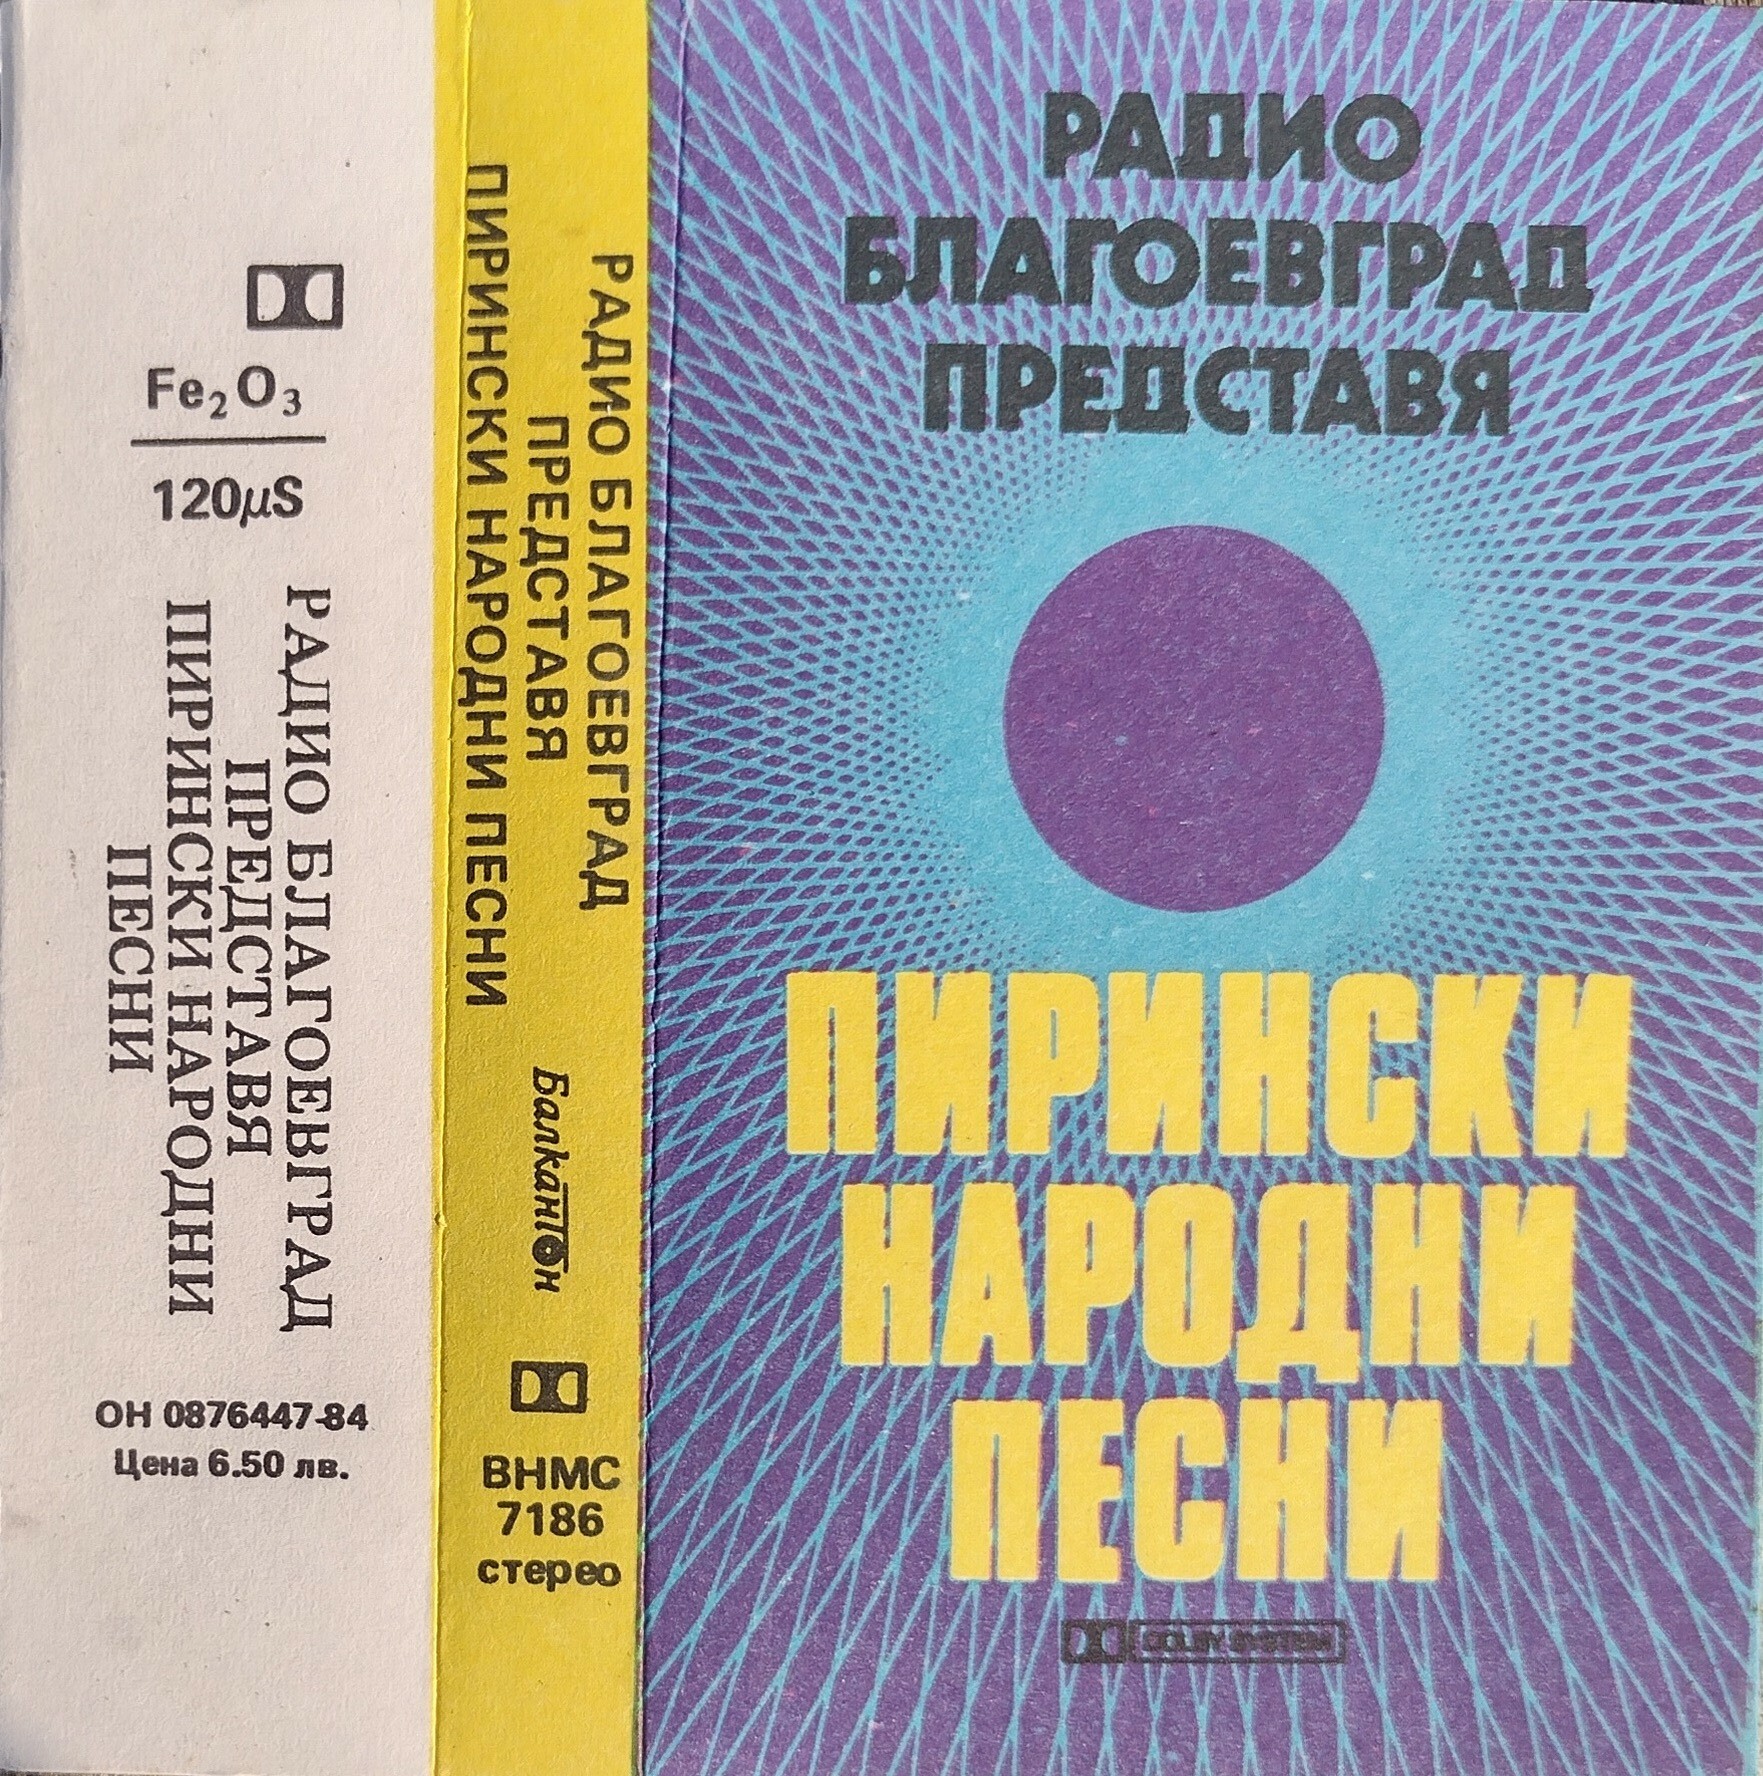 Fe₂O₃
120μS
РАДИО БЛАГОЕВГРАД
ПРЕДСТАВЯ
ПИРИНСКИ НАРОДНИ
ПЕСНИ
ОН 0876447-84
Цена 6.50 лв.
РАДИО БЛАГОЕВГРАД
ПРЕДСТАВЯ
ПИРИНСКИ НАРОДНИ ПЕСНИ
Балкантон
ВНМС
7186
стерео
РАДИО
БЛАГОЕВГРАД
ПРЕДСТАВЯ
ПИРИНСКИ
НАРОДНИ
ПЕСНИ
DOLBY SYSTEM